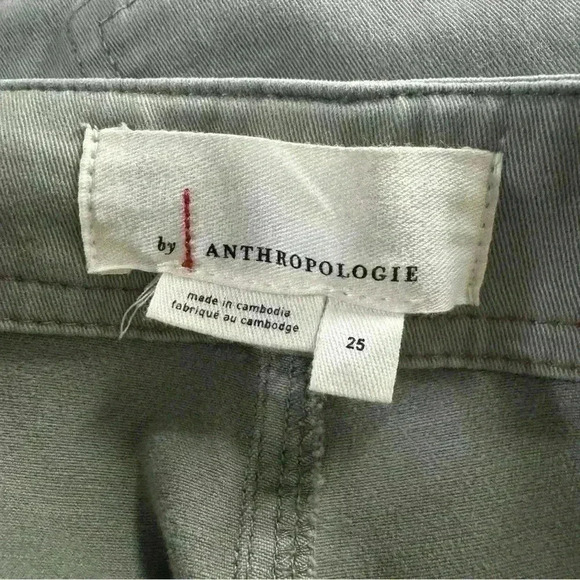 by ANTHROPOLOGIE
made in cambodia
fabriqué au cambodge
25